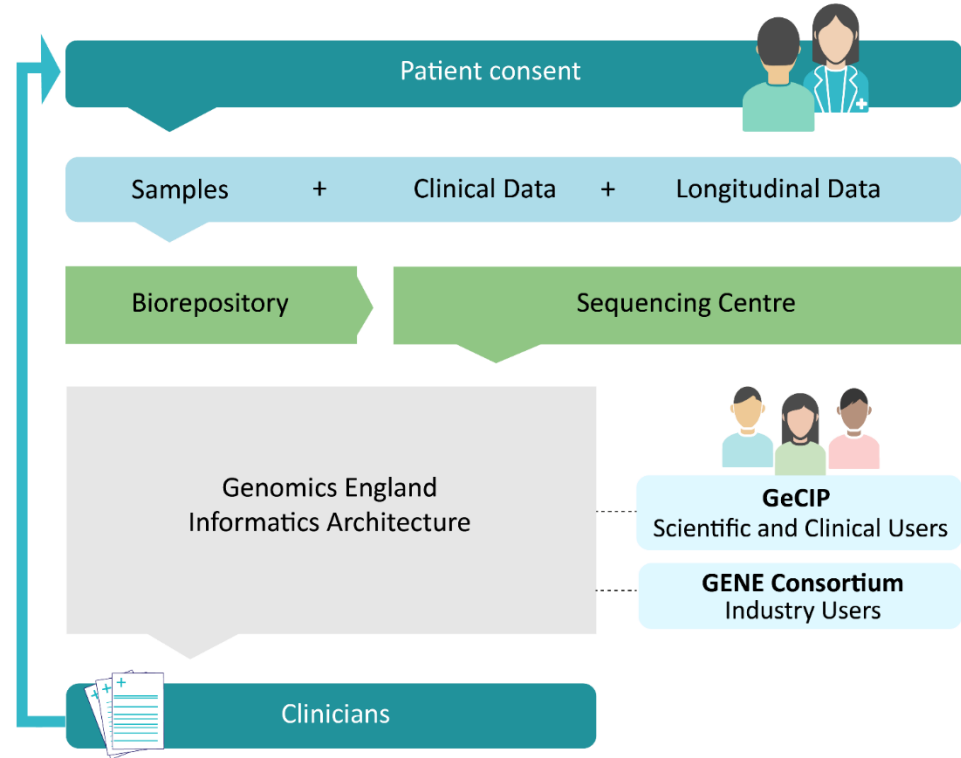 Patient consent
Samples + Clinical Data + Longitudinal Data
Biorepository
Sequencing Centre
Genomics England
Informatics Architecture
GeCIP
Scientific and Clinical Users
GENE Consortium
Industry Users
Clinicians